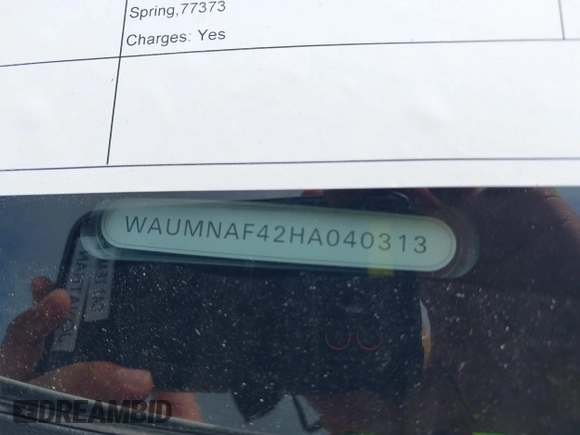 Spring,77373
Charges: Yes
WAUMNAF42HA040313
DREAMBID